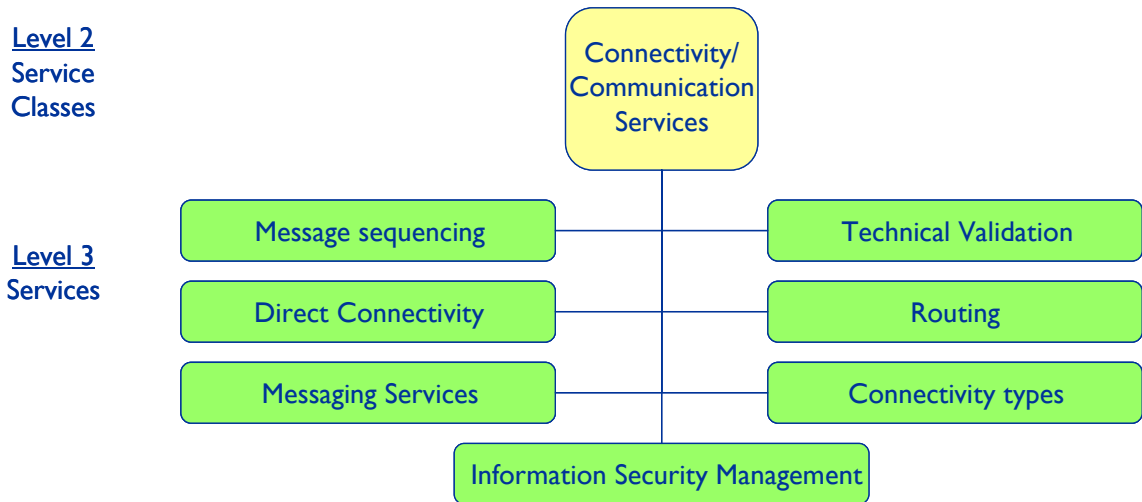 Level 2
Service
Classes
Connectivity/
Communication
Services
Message sequencing
Technical Validation
Level 3
Services
Direct Connectivity
Routing
Messaging Services
Connectivity types
Information Security Management